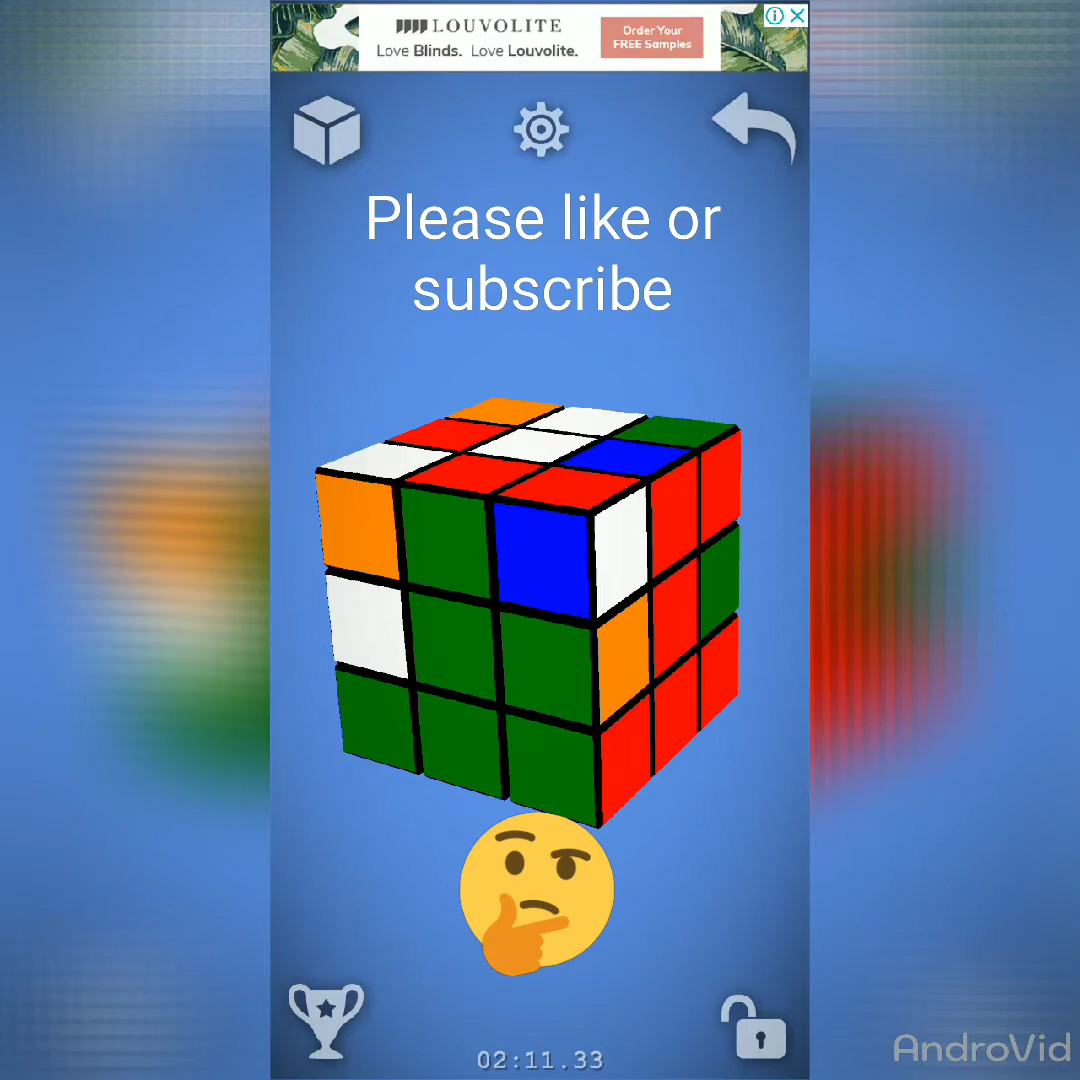 LOUVOLITE
Love Blinds. Love Louvolite.
Order Your
FREE Samples
Please like or
subscribe
02:11.33
AndroVid